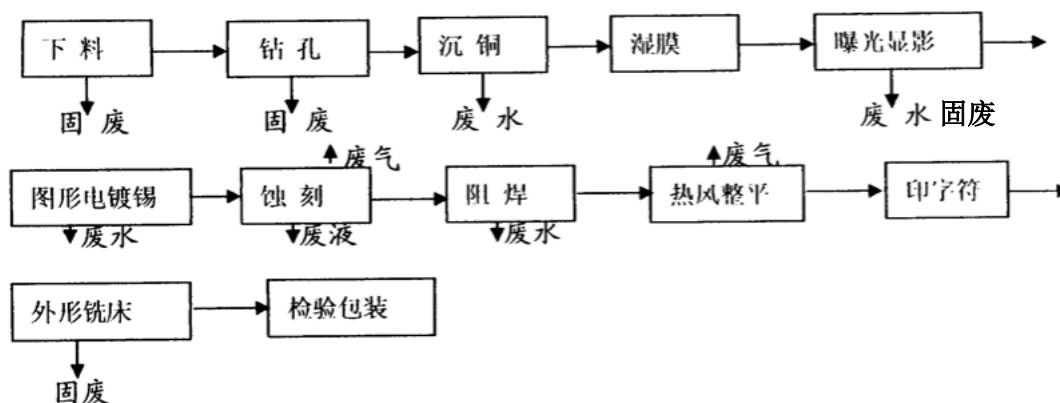 下料 钻孔 沉铜 湿膜 曝光显影
固废 固废 废水 废水 固废
废气 废气
图形电镀锡 蚀刻 阻焊 热风整平 印字符
废水 废液 废水
外形铣床 检验包装
固废